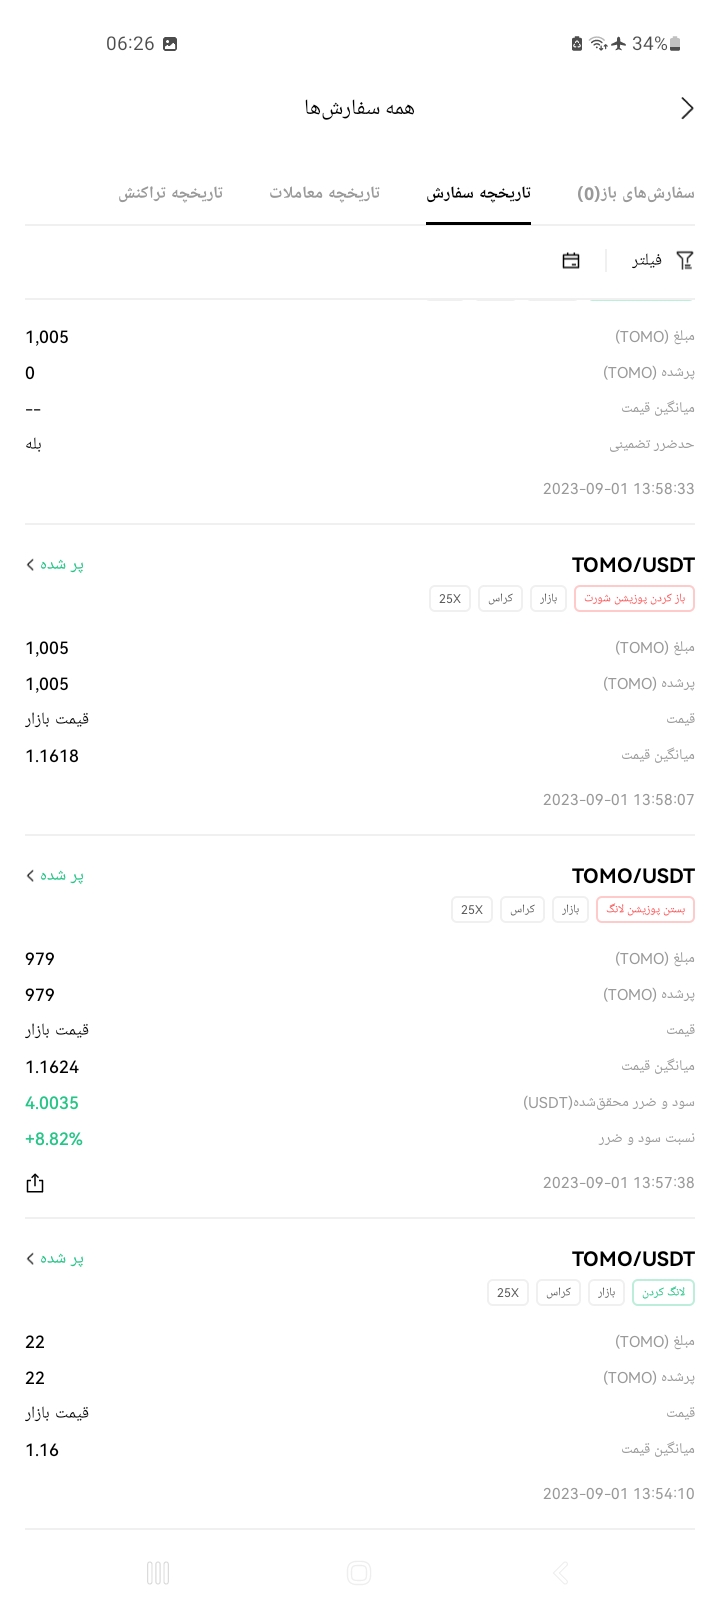 06:26 34%
همه سفارش‌ها
سفارش‌های باز(0) تاریخچه سفارش تاریخچه معاملات تاریخچه تراکنش
فیلتر
مبلغ (TOMO) 1,005
پرشده (TOMO) 0
میانگین قیمت --
حدضرر تضمینی بله
2023-09-01 13:58:33
TOMO/USDT پر شده
باز کردن پوزیشن شورت بازار کراس 25X
مبلغ (TOMO) 1,005
پرشده (TOMO) 1,005
قیمت قیمت بازار
میانگین قیمت 1.1618
2023-09-01 13:58:07
TOMO/USDT پر شده
بستن پوزیشن لانگ بازار کراس 25X
مبلغ (TOMO) 979
پرشده (TOMO) 979
قیمت قیمت بازار
میانگین قیمت 1.1624
سود و ضرر محقق‌شده(USDT) 4.0035
نسبت سود و ضرر +8.82%
2023-09-01 13:57:38
TOMO/USDT پر شده
لانگ کردن بازار کراس 25X
مبلغ (TOMO) 22
پرشده (TOMO) 22
قیمت قیمت بازار
میانگین قیمت 1.16
2023-09-01 13:54:10